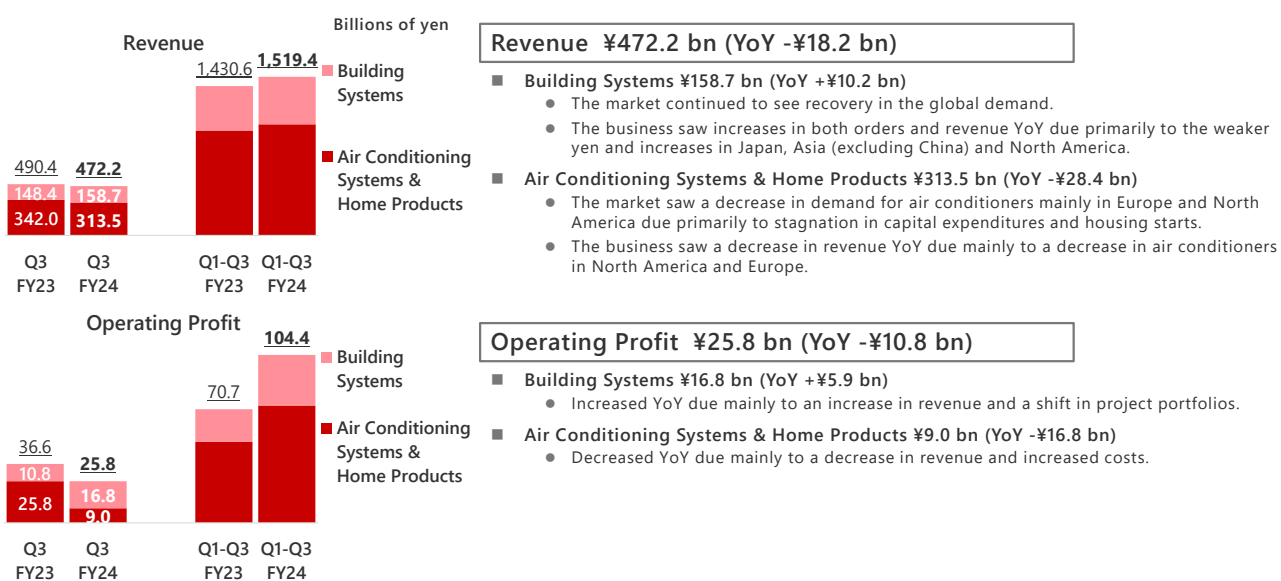 Billions of yen
Revenue
1,430.6
1,519.4
Building
Systems
Air Conditioning
Systems &
Home Products
490.4
472.2
148.4
158.7
342.0
313.5
Q3
FY23
Q3
FY24
Q1-Q3
FY23
Q1-Q3
FY24
Revenue ¥472.2 bn (YoY -¥18.2 bn)
■ Building Systems ¥158.7 bn (YoY +¥10.2 bn)
● The market continued to see recovery in the global demand.
● The business saw increases in both orders and revenue YoY due primarily to the weaker
yen and increases in Japan, Asia (excluding China) and North America.
■ Air Conditioning Systems & Home Products ¥313.5 bn (YoY -¥28.4 bn)
● The market saw a decrease in demand for air conditioners mainly in Europe and North
America due primarily to stagnation in capital expenditures and housing starts.
● The business saw a decrease in revenue YoY due mainly to a decrease in air conditioners
in North America and Europe.
Operating Profit
104.4
70.7
Building
Systems
Air Conditioning
Systems &
Home Products
36.6
25.8
10.8
16.8
25.8
9.0
Q3
FY23
Q3
FY24
Q1-Q3
FY23
Q1-Q3
FY24
Operating Profit ¥25.8 bn (YoY -¥10.8 bn)
■ Building Systems ¥16.8 bn (YoY +¥5.9 bn)
● Increased YoY due mainly to an increase in revenue and a shift in project portfolios.
■ Air Conditioning Systems & Home Products ¥9.0 bn (YoY -¥16.8 bn)
● Decreased YoY due mainly to a decrease in revenue and increased costs.